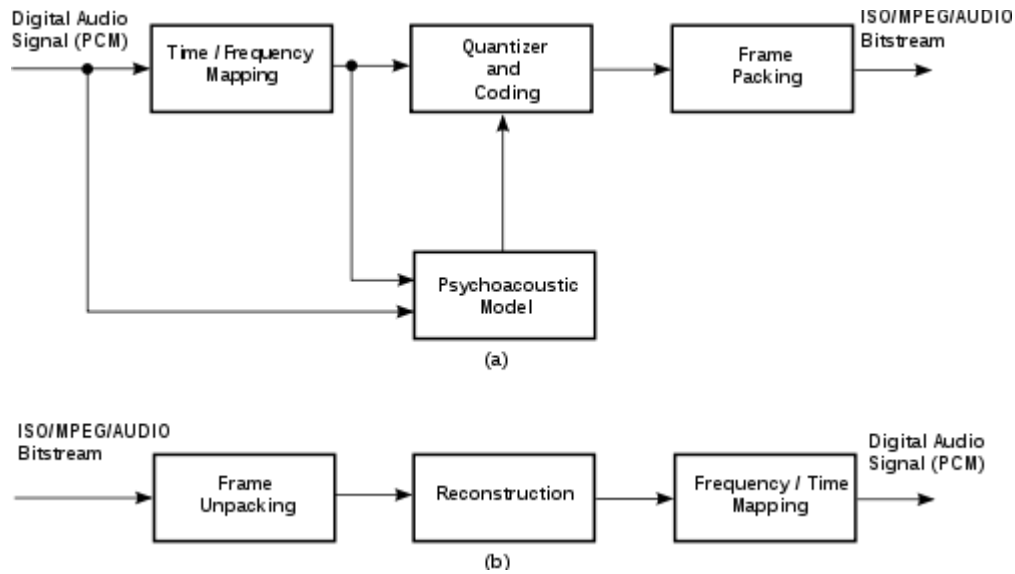 Digital Audio
Signal (PCM)
Time / Frequency
Mapping
Quantizer
and
Coding
Frame
Packing
ISO/MPEG/AUDIO
Bitstream
Psychoacoustic
Model
(a)
ISO/MPEG/AUDIO
Bitstream
Frame
Unpacking
Reconstruction
Frequency / Time
Mapping
Digital Audio
Signal (PCM)
(b)